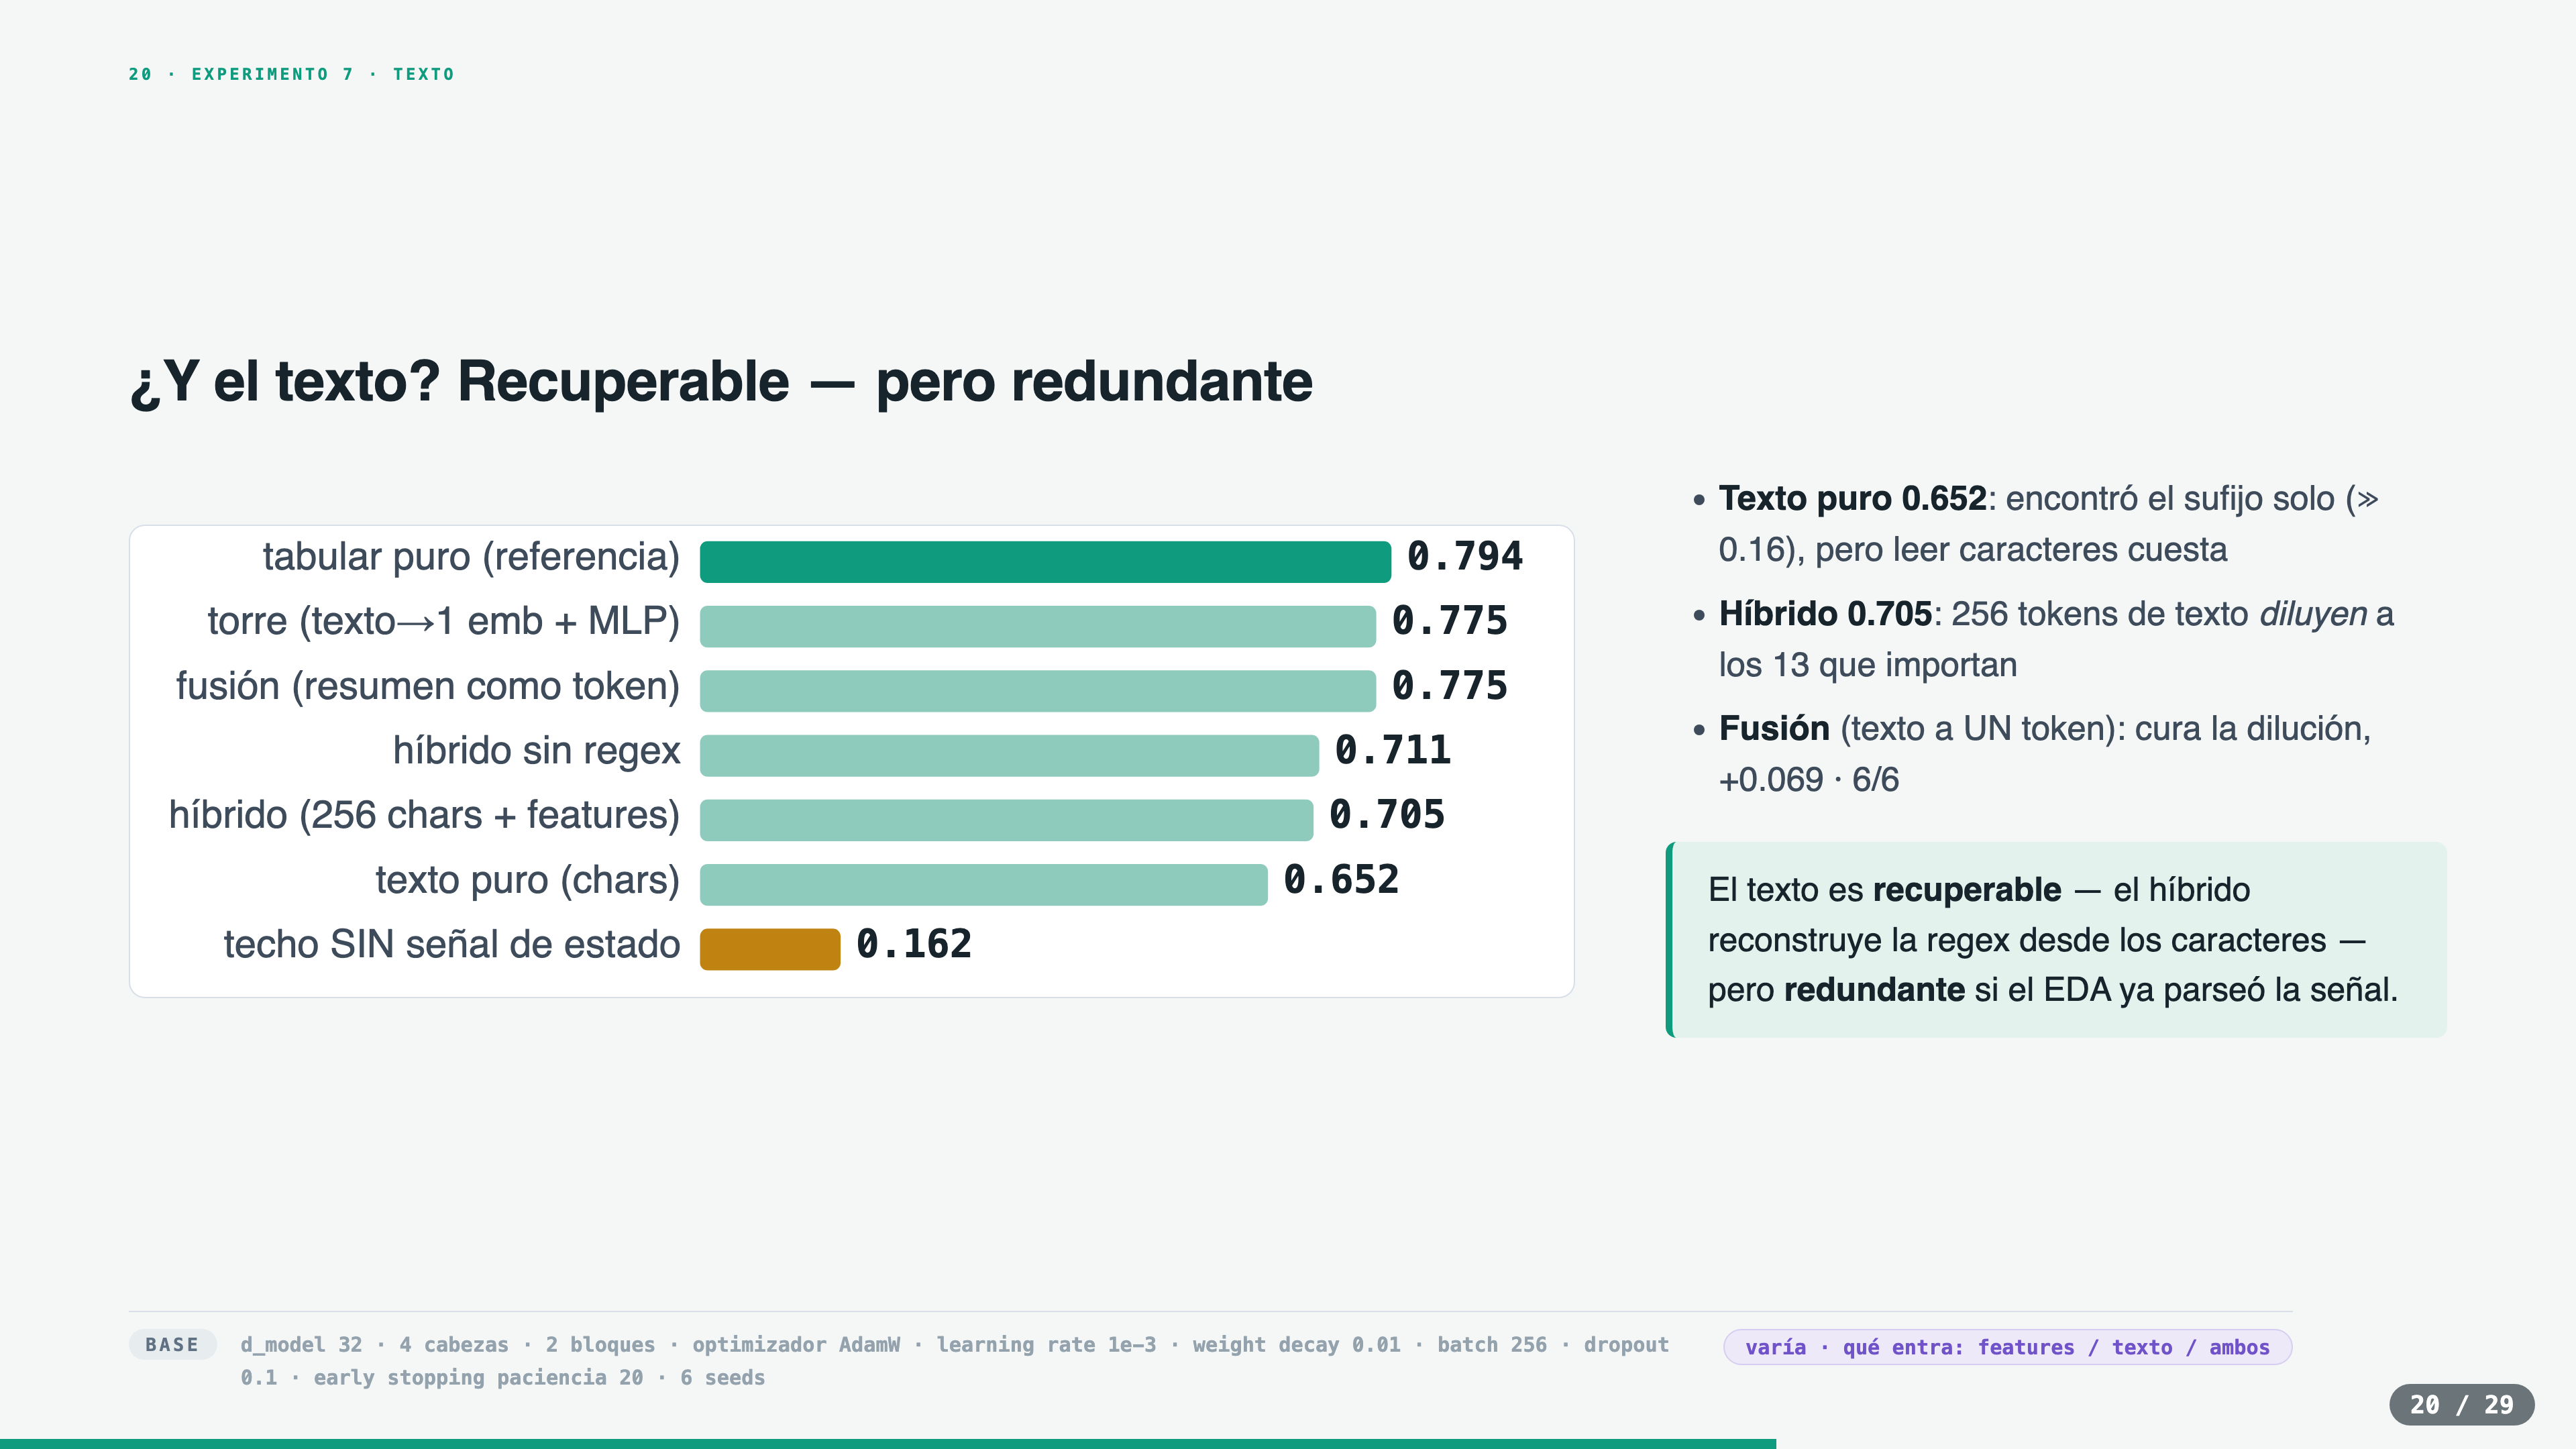 20 · EXPERIMENTO 7 · TEXTO
¿Y el texto? Recuperable — pero redundante
tabular puro (referencia) 0.794
torre (texto→1 emb + MLP) 0.775
fusión (resumen como token) 0.775
híbrido sin regex 0.711
híbrido (256 chars + features) 0.705
texto puro (chars) 0.652
techo SIN señal de estado 0.162
• Texto puro 0.652: encontró el sufijo solo (≫
0.16), pero leer caracteres cuesta
• Híbrido 0.705: 256 tokens de texto diluyen a
los 13 que importan
• Fusión (texto a UN token): cura la dilución,
+0.069 · 6/6
El texto es recuperable — el híbrido
reconstruye la regex desde los caracteres —
pero redundante si el EDA ya parseó la señal.
BASE d_model 32 · 4 cabezas · 2 bloques · optimizador AdamW · learning rate 1e−3 · weight decay 0.01 · batch 256 · dropout
0.1 · early stopping paciencia 20 · 6 seeds
varía · qué entra: features / texto / ambos
20 / 29